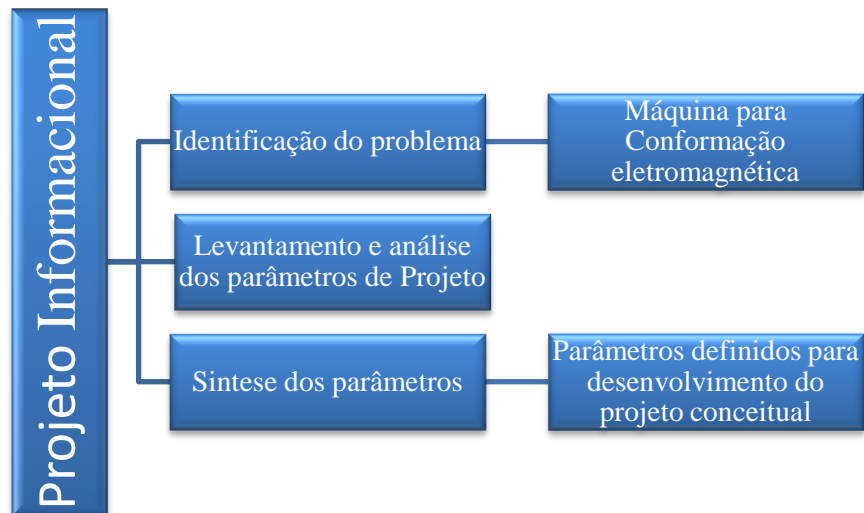 Projeto Informacional
Identificação do problema
Máquina para
Conformação
eletromagnética
Levantamento e análise
dos parâmetros de Projeto
Sintese dos parâmetros
Parâmetros definidos para
desenvolvimento do
projeto conceitual